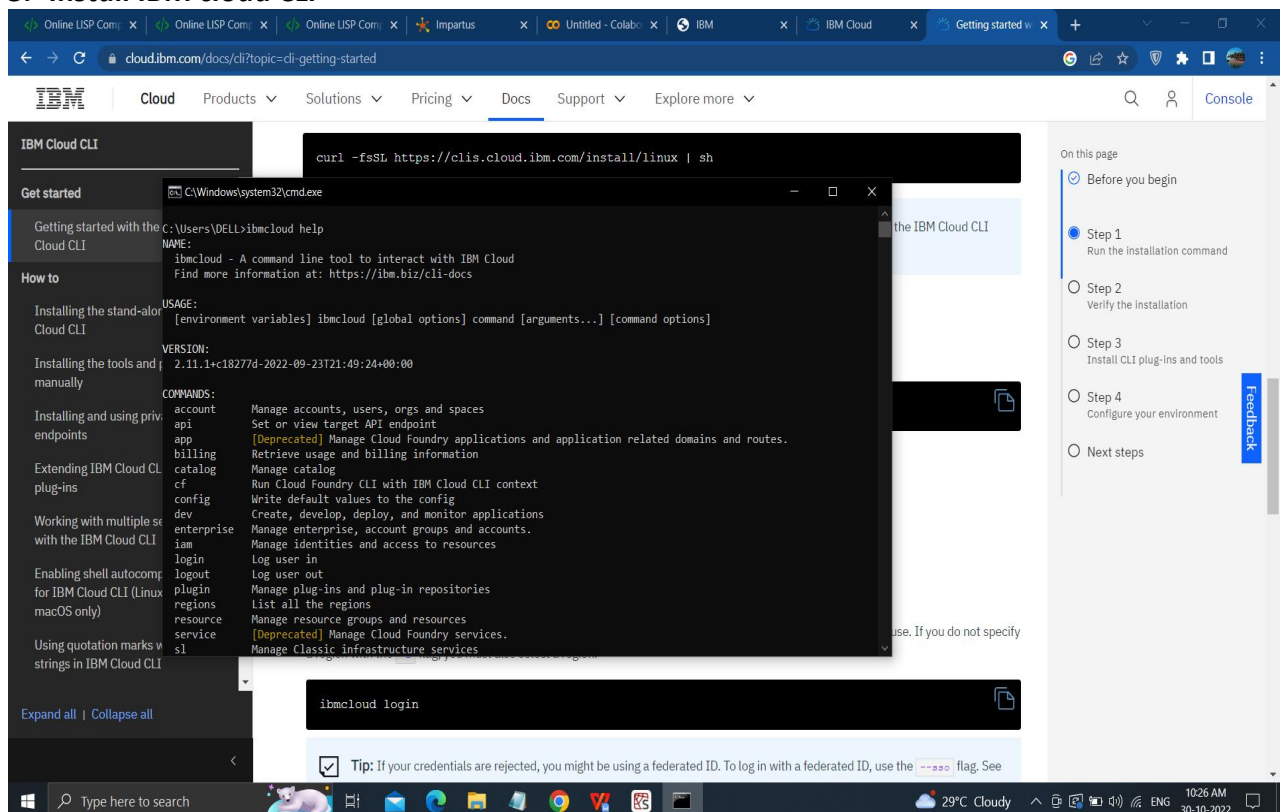 Online LISP Comp
Online LISP Comp
Online LISP Comp
Impartus
Untitled - Colabo
IBM
IBM Cloud
Getting started w
cloud.ibm.com/docs/cli?topic=cli-getting-started
IBM Cloud Products Solutions Pricing Docs Support Explore more Console
IBM Cloud CLI
Get started
Getting started with the
Cloud CLI
How to
Installing the stand-alon
Cloud CLI
Installing the tools and p
manually
Installing and using priva
endpoints
Extending IBM Cloud CL
plug-ins
Working with multiple se
with the IBM Cloud CLI
Enabling shell autocomp
for IBM Cloud CLI (Linux
macOS only)
Using quotation marks w
strings in IBM Cloud CLI
Expand all | Collapse all
curl -fsSL https://clis.cloud.ibm.com/install/linux | sh
the IBM Cloud CLI
C:\Windows\system32\cmd.exe
C:\Users\DELL>ibmcloud help
NAME:
ibmcloud - A command line tool to interact with IBM Cloud
Find more information at: https://ibm.biz/cli-docs
USAGE:
[environment variables] ibmcloud [global options] command [arguments...] [command options]
VERSION:
2.11.1+c18277d-2022-09-23T21:49:24+00:00
COMMANDS:
account Manage accounts, users, orgs and spaces
api Set or view target API endpoint
app [Deprecated] Manage Cloud Foundry applications and application related domains and routes.
billing Retrieve usage and billing information
catalog Manage catalog
cf Run Cloud Foundry CLI with IBM Cloud CLI context
config Write default values to the config
dev Create, develop, deploy, and monitor applications
enterprise Manage enterprise, account groups and accounts.
iam Manage identities and access to resources
login Log user in
logout Log user out
plugin Manage plug-ins and plug-in repositories
regions List all the regions
resource Manage resource groups and resources
service [Deprecated] Manage Cloud Foundry services.
sl Manage Classic infrastructure services
use. If you do not specify
ibmcloud login
Tip: If your credentials are rejected, you might be using a federated ID. To log in with a federated ID, use the --sso flag. See
On this page
Before you begin
Step 1
Run the installation command
Step 2
Verify the installation
Step 3
Install CLI plug-ins and tools
Step 4
Configure your environment
Next steps
Feedback
Type here to search
29°C Cloudy
ENG
10:26 AM
30-10-2022